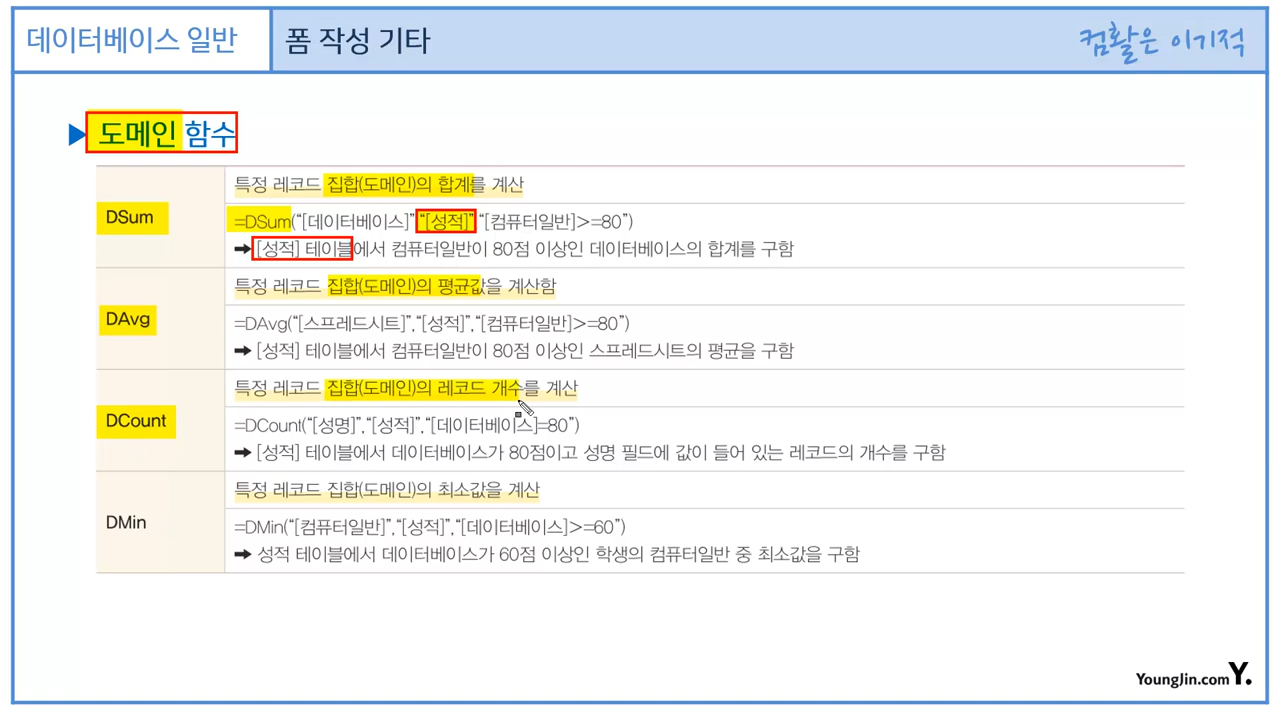 데이터베이스 일반
폼 작성 기타
컴활은 이기적
▶ 도메인 함수
DSum
특정 레코드 집합(도메인)의 합계를 계산
=DSum(“[데이터베이스]” “[성적]” “[컴퓨터일반]>=80”)
➡ [성적] 테이블에서 컴퓨터일반이 80점 이상인 데이터베이스의 합계를 구함
DAvg
특정 레코드 집합(도메인)의 평균값을 계산함
=DAvg(“[스프레드시트]”,“[성적]”,“[컴퓨터일반]>=80”)
➡ [성적] 테이블에서 컴퓨터일반이 80점 이상인 스프레드시트의 평균을 구함
DCount
특정 레코드 집합(도메인)의 레코드 개수를 계산
=DCount(“[성명]”,“[성적]”,“[데이터베이스]=80”)
➡ [성적] 테이블에서 데이터베이스가 80점이고 성명 필드에 값이 들어 있는 레코드의 개수를 구함
DMin
특정 레코드 집합(도메인)의 최소값을 계산
=DMin(“[컴퓨터일반]”,“[성적]”,“[데이터베이스]>=60”)
➡ 성적 테이블에서 데이터베이스가 60점 이상인 학생의 컴퓨터일반 중 최소값을 구함
YoungJin.com Y.